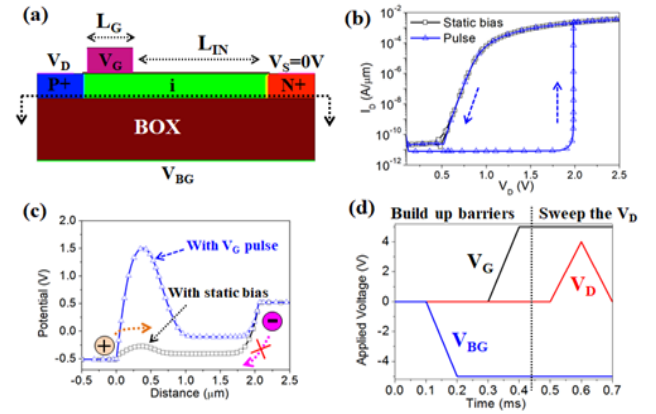 (a)
L_G
L_IN
V_D
V_G
V_S=0V
P+
i
N+
BOX
V_BG
(b)
Static bias
Pulse
I_D (A/μm)
10^-2
10^-4
10^-6
10^-8
10^-10
10^-12
0.5 1.0 1.5 2.0 2.5
V_D (V)
(c)
With V_G pulse
With static bias
+
−
×
Potential (V)
2.0
1.5
1.0
0.5
0.0
-0.5
-0.5 0.0 0.5 1.0 1.5 2.0 2.5
Distance (μm)
(d)
Build up barriers
Sweep the V_D
V_G
V_D
V_BG
Applied Voltage (V)
4
2
0
-2
-4
0.0 0.1 0.2 0.3 0.4 0.5 0.6 0.7
Time (ms)